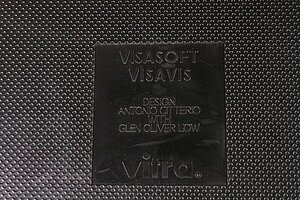 VISASOFT
VISAVIS
DESIGN:
ANTONIO CITTERIO
WITH
GLEN OLIVER LÖW
vitra.